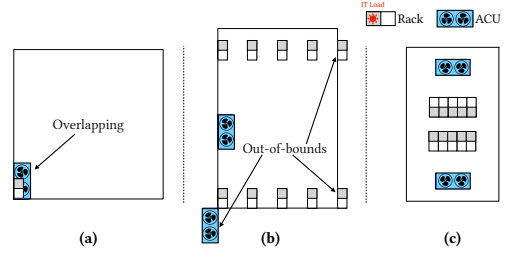 IT Load
Rack
ACU
Overlapping
Out-of-bounds
(a)
(b)
(c)